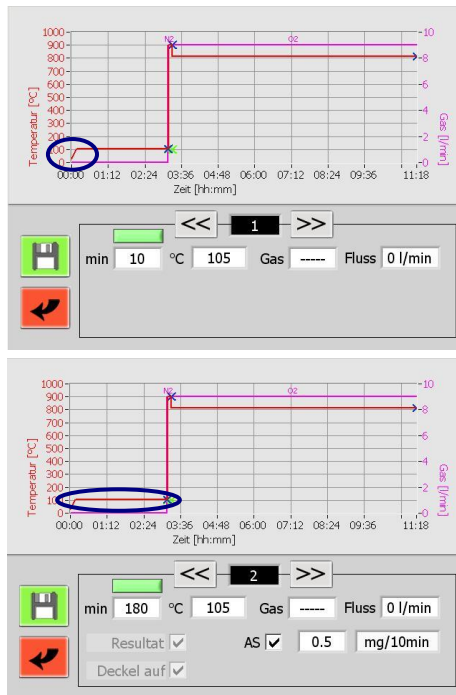 1000
900
800
700
600
500
400
300
200
100
0
Temperatur [°C]
N2
O2
10
8
6
4
2
0
Gas [l/min]
00:00 01:12 02:24 03:36 04:48 06:00 07:12 08:24 09:36 11:18
Zeit [hh:mm]
<< 1 >>
min 10 °C 105 Gas ----- Fluss 0 l/min
1000
900
800
700
600
500
400
300
200
100
0
Temperatur [°C]
N2
O2
10
8
6
4
2
0
Gas [l/min]
00:00 01:12 02:24 03:36 04:48 06:00 07:12 08:24 09:36 11:18
Zeit [hh:mm]
<< 2 >>
min 180 °C 105 Gas ----- Fluss 0 l/min
Resultat AS 0.5 mg/10min
Deckel auf